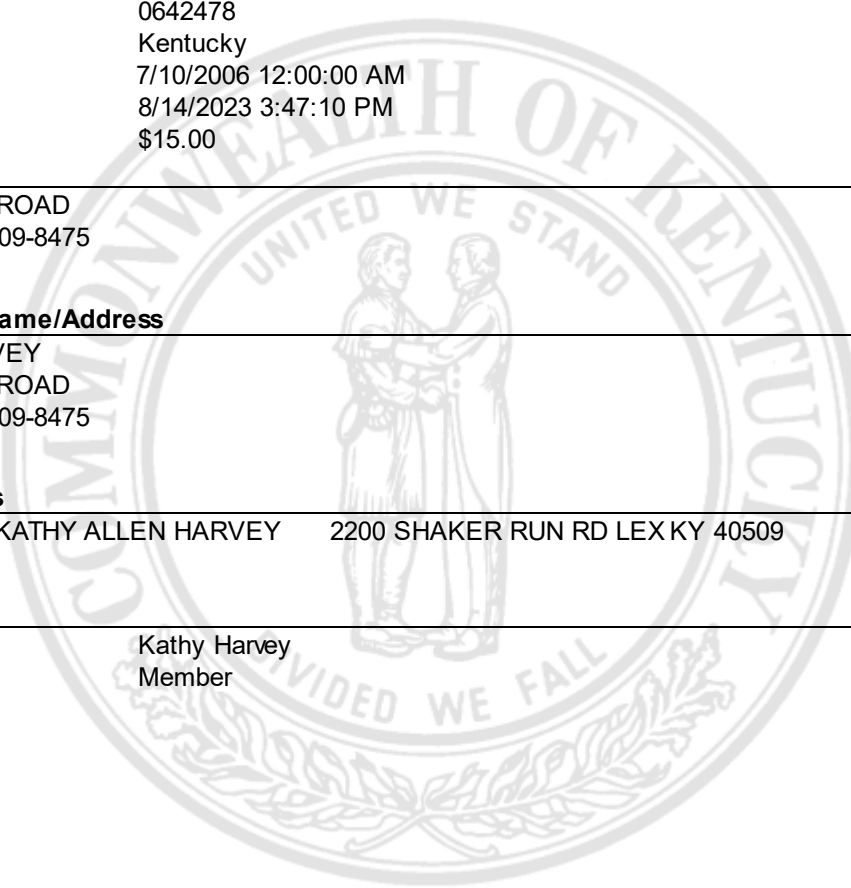 0642478
Kentucky
7/10/2006 12:00:00 AM
8/14/2023 3:47:10 PM
$15.00
ROAD
09-8475
ame/Address
VEY
ROAD
09-8475
s
KATHY ALLEN HARVEY 2200 SHAKER RUN RD LEX KY 40509
Kathy Harvey
Member
COMMONWEALTH OF KENTUCKY
UNITED WE STAND
DIVIDED WE FALL